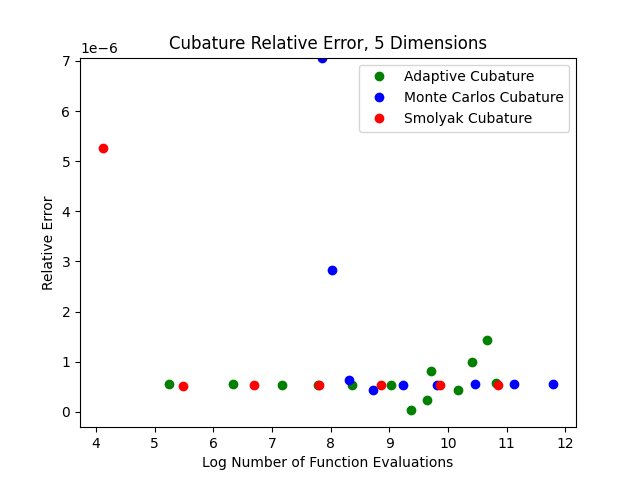 Cubature Relative Error, 5 Dimensions
1e−6
7
6
5
4
3
2
1
0
Relative Error
Adaptive Cubature
Monte Carlos Cubature
Smolyak Cubature
4 5 6 7 8 9 10 11 12
Log Number of Function Evaluations